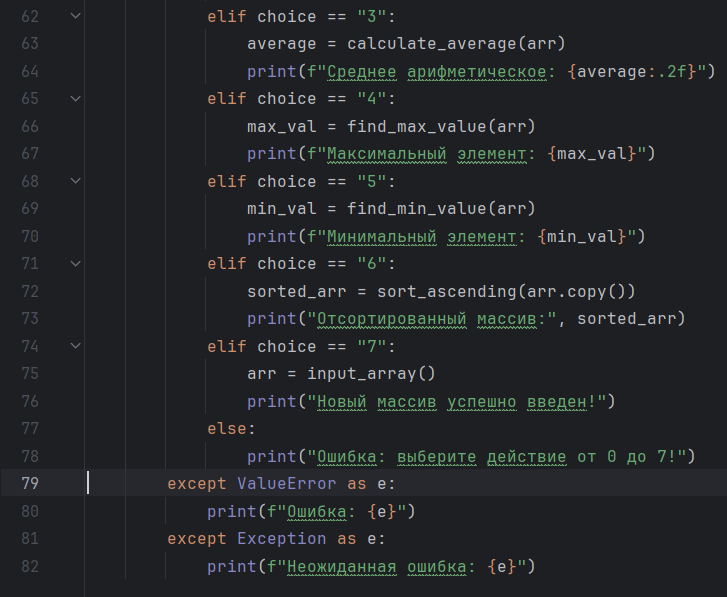 62 elif choice == "3":
63 average = calculate_average(arr)
64 print(f"Среднее арифметическое: {average:.2f}")
65 elif choice == "4":
66 max_val = find_max_value(arr)
67 print(f"Максимальный элемент: {max_val}")
68 elif choice == "5":
69 min_val = find_min_value(arr)
70 print(f"Минимальный элемент: {min_val}")
71 elif choice == "6":
72 sorted_arr = sort_ascending(arr.copy())
73 print("Отсортированный массив:", sorted_arr)
74 elif choice == "7":
75 arr = input_array()
76 print("Новый массив успешно введен!")
77 else:
78 print("Ошибка: выберите действие от 0 до 7!")
79 except ValueError as e:
80 print(f"Ошибка: {e}")
81 except Exception as e:
82 print(f"Неожиданная ошибка: {e}")